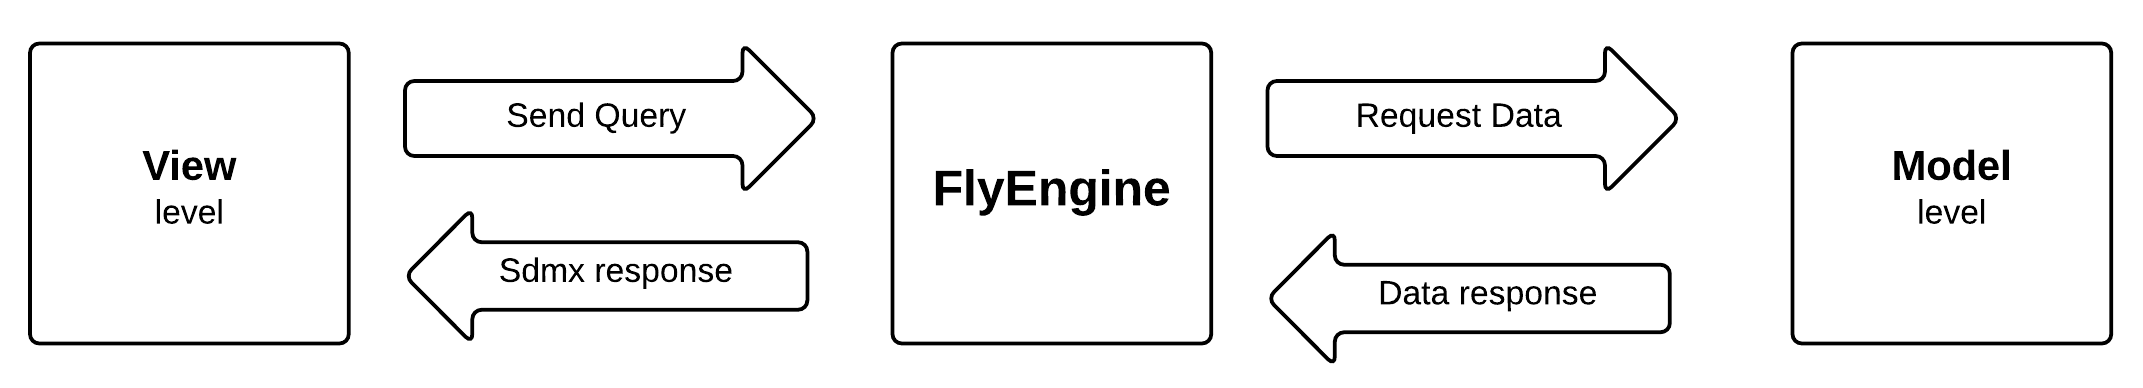 View
level
Send Query
Sdmx response
FlyEngine
Request Data
Data response
Model
level